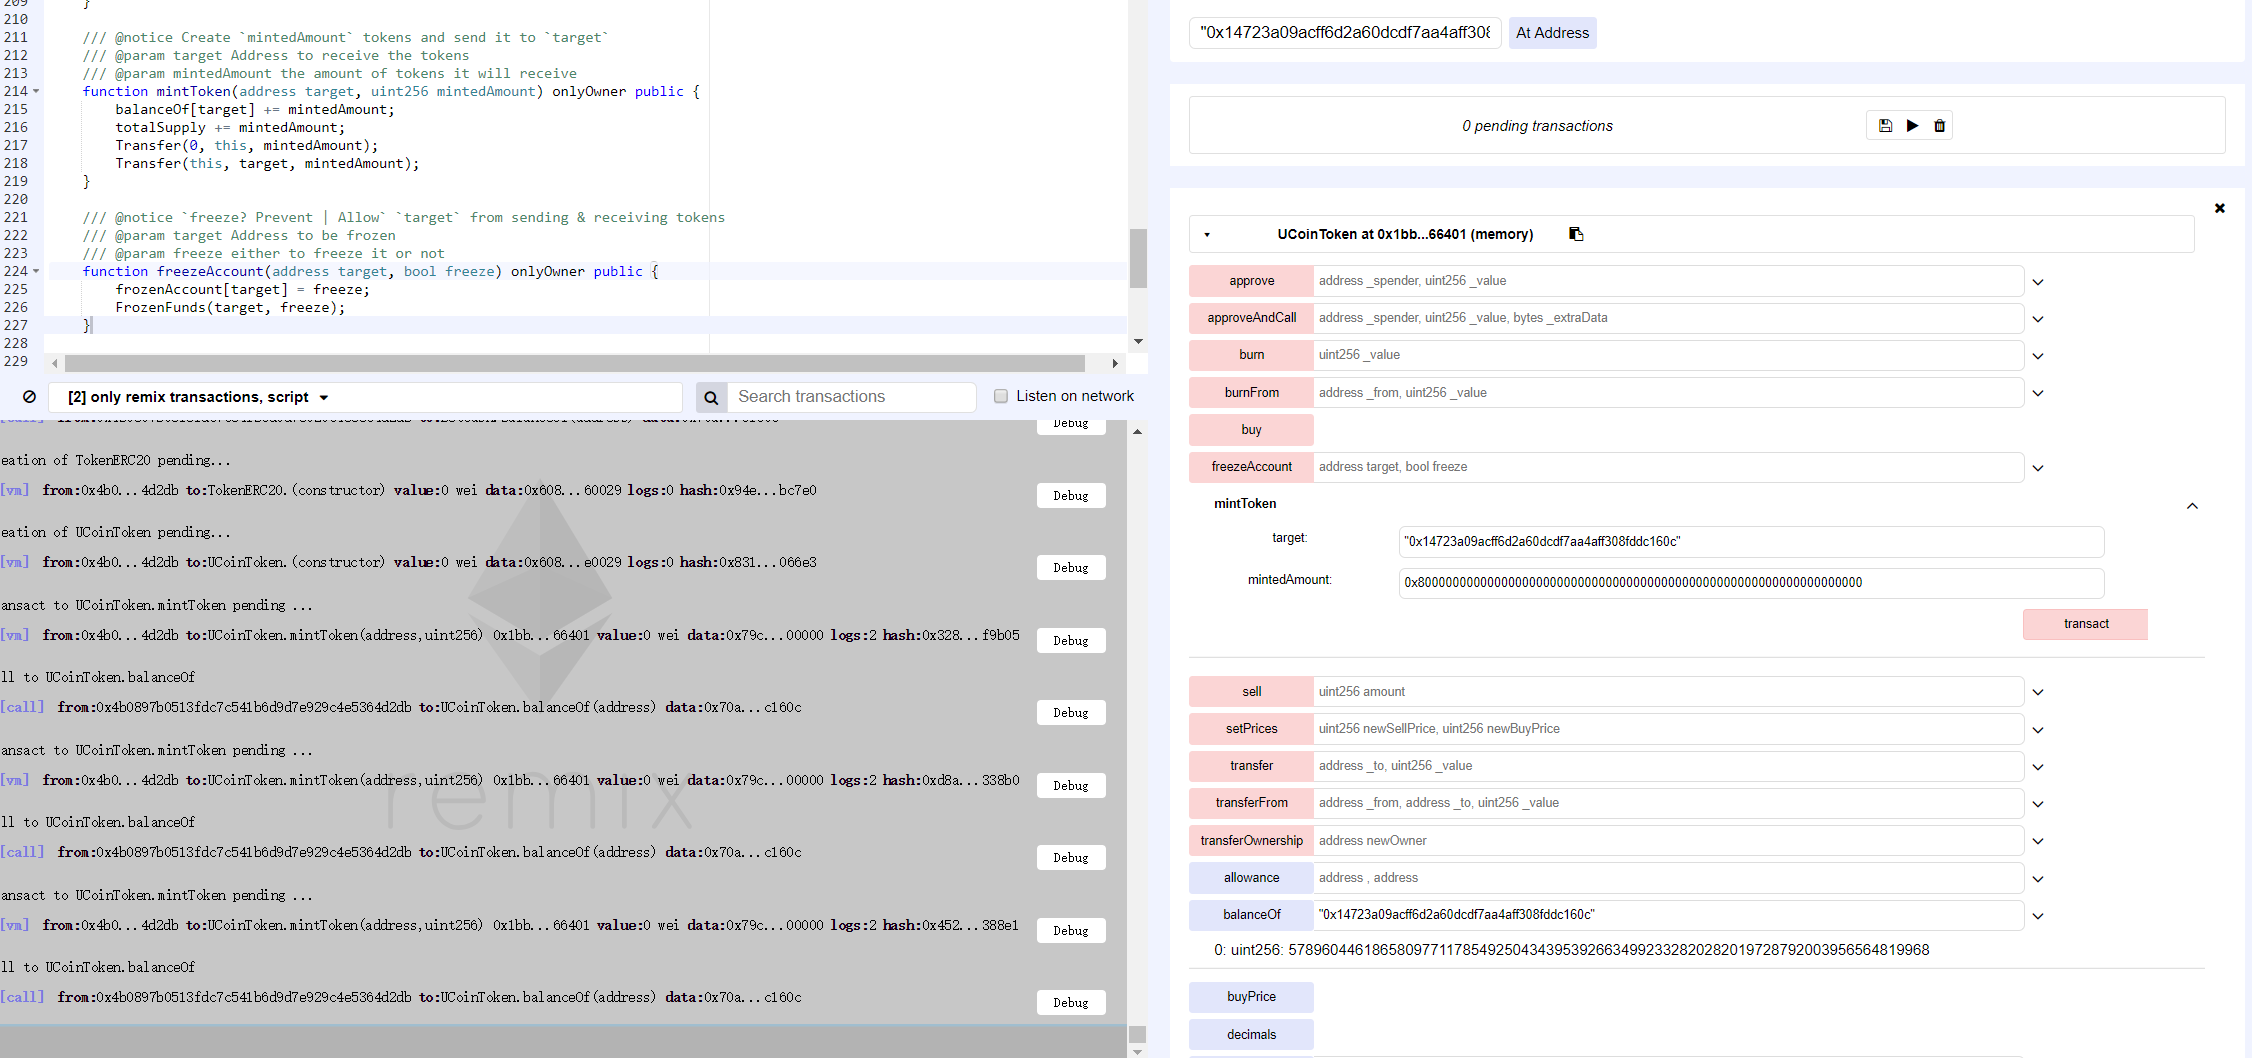 209 }
210
211 /// @notice Create `mintedAmount` tokens and send it to `target`
212 /// @param target Address to receive the tokens
213 /// @param mintedAmount the amount of tokens it will receive
214 function mintToken(address target, uint256 mintedAmount) onlyOwner public {
215 balanceOf[target] += mintedAmount;
216 totalSupply += mintedAmount;
217 Transfer(0, this, mintedAmount);
218 Transfer(this, target, mintedAmount);
219 }
220
221 /// @notice `freeze? Prevent | Allow` `target` from sending & receiving tokens
222 /// @param target Address to be frozen
223 /// @param freeze either to freeze it or not
224 function freezeAccount(address target, bool freeze) onlyOwner public {
225 frozenAccount[target] = freeze;
226 FrozenFunds(target, freeze);
227 }
228
229
[2] only remix transactions, script
Search transactions
Listen on network
Debug
eation of TokenERC20 pending...
[vm] from:0x4b0...4d2db to:TokenERC20.(constructor) value:0 wei data:0x608...60029 logs:0 hash:0x94e...bc7e0
Debug
eation of UCoinToken pending...
[vm] from:0x4b0...4d2db to:UCoinToken.(constructor) value:0 wei data:0x608...e0029 logs:0 hash:0x831...066e3
Debug
ansact to UCoinToken.mintToken pending ...
[vm] from:0x4b0...4d2db to:UCoinToken.mintToken(address,uint256) 0x1bb...66401 value:0 wei data:0x79c...00000 logs:2 hash:0x328...f9b05
Debug
ll to UCoinToken.balanceOf
[call] from:0x4b0897b0513fdc7c541b6d9d7e929c4e5364d2db to:UCoinToken.balanceOf(address) data:0x70a...c160c
Debug
ansact to UCoinToken.mintToken pending ...
[vm] from:0x4b0...4d2db to:UCoinToken.mintToken(address,uint256) 0x1bb...66401 value:0 wei data:0x79c...00000 logs:2 hash:0xd8a...338b0
Debug
remix
ll to UCoinToken.balanceOf
[call] from:0x4b0897b0513fdc7c541b6d9d7e929c4e5364d2db to:UCoinToken.balanceOf(address) data:0x70a...c160c
Debug
ansact to UCoinToken.mintToken pending ...
[vm] from:0x4b0...4d2db to:UCoinToken.mintToken(address,uint256) 0x1bb...66401 value:0 wei data:0x79c...00000 logs:2 hash:0x452...388e1
Debug
ll to UCoinToken.balanceOf
[call] from:0x4b0897b0513fdc7c541b6d9d7e929c4e5364d2db to:UCoinToken.balanceOf(address) data:0x70a...c160c
Debug
"0x14723a09acff6d2a60dcdf7aa4aff308
At Address
0 pending transactions
UCoinToken at 0x1bb...66401 (memory)
approve address _spender, uint256 _value
approveAndCall address _spender, uint256 _value, bytes _extraData
burn uint256 _value
burnFrom address _from, uint256 _value
buy
freezeAccount address target, bool freeze
mintToken
target: "0x14723a09acff6d2a60dcdf7aa4aff308fddc160c"
mintedAmount: 0x8000000000000000000000000000000000000000000000000000000000000000
transact
sell uint256 amount
setPrices uint256 newSellPrice, uint256 newBuyPrice
transfer address _to, uint256 _value
transferFrom address _from, address _to, uint256 _value
transferOwnership address newOwner
allowance address , address
balanceOf "0x14723a09acff6d2a60dcdf7aa4aff308fddc160c"
0: uint256: 57896044618658097711785492504343953926634992332820282019728792003956564819968
buyPrice
decimals